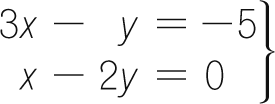 3x − y = −5
x − 2y = 0